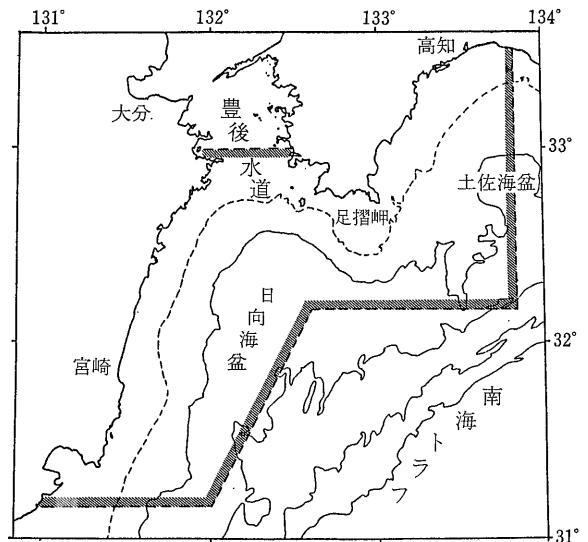 131°
132°
133°
134°
高知
大分
豊後
水道
33°
土佐海盆
足摺岬
日向海盆
宮崎
32°
南海トラフ
31°